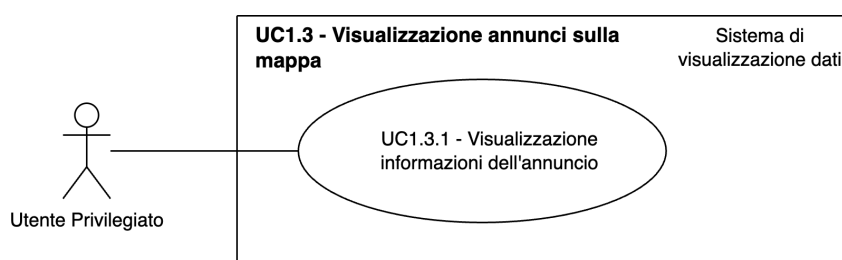 UC1.3 - Visualizzazione annunci sulla
mappa
Sistema di
visualizzazione dati
UC1.3.1 - Visualizzazione
informazioni dell'annuncio
Utente Privilegiato